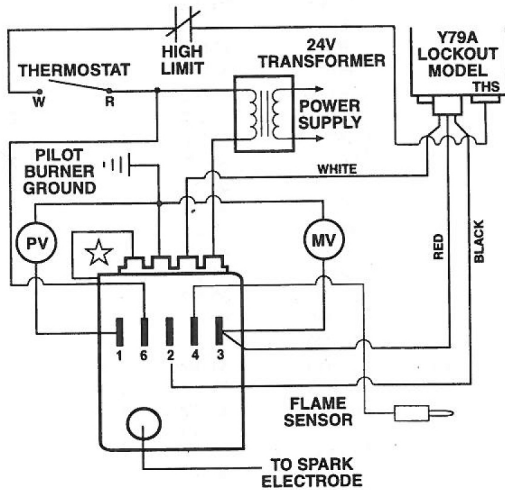 Y79A
LOCKOUT
MODEL
THS
HIGH
LIMIT
24V
TRANSFORMER
THERMOSTAT
W
R
POWER
SUPPLY
PILOT
BURNER
GROUND
WHITE
RED
BLACK
PV
MV
1
6
2
4
3
FLAME
SENSOR
TO SPARK
ELECTRODE